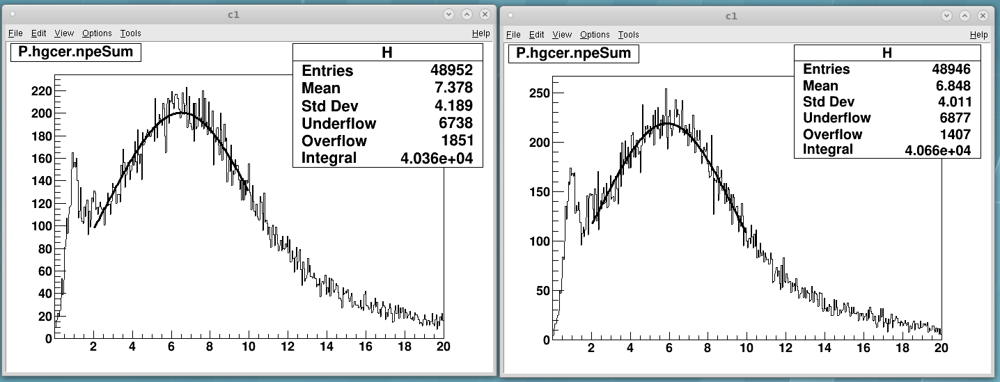 c1
File Edit View Options Tools Help
P.hgcer.npeSum
H
Entries 48952
Mean 7.378
Std Dev 4.189
Underflow 6738
Overflow 1851
Integral 4.036e+04
220
200
180
160
140
120
100
80
60
40
20
0
2 4 6 8 10 12 14 16 18 20
c1
File Edit View Options Tools Help
P.hgcer.npeSum
H
Entries 48946
Mean 6.848
Std Dev 4.011
Underflow 6877
Overflow 1407
Integral 4.066e+04
250
200
150
100
50
0
2 4 6 8 10 12 14 16 18 20